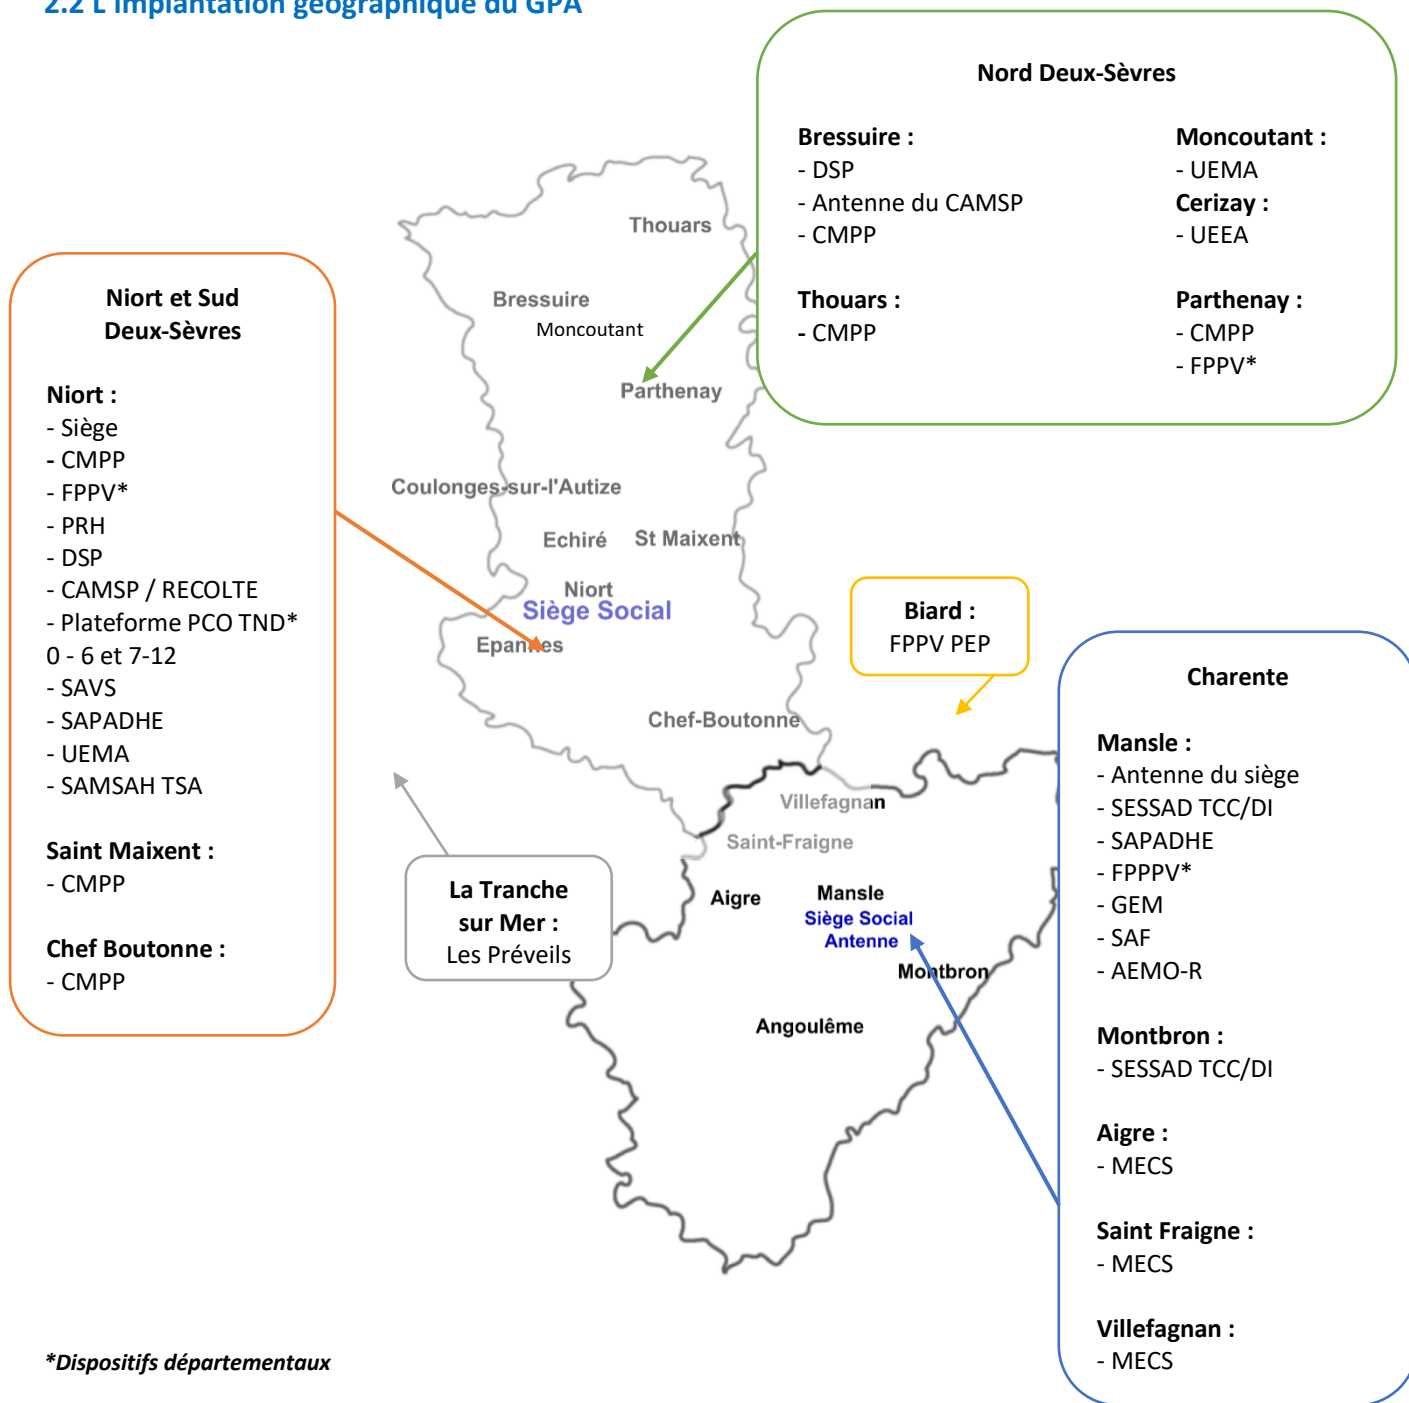 2.2 L'implantation géographique du GPA
Nord Deux-Sèvres
Bressuire :
- DSP
- Antenne du CAMSP
- CMPP
Thouars :
- CMPP
Moncoutant :
- UEMA
Cerizay :
- UEEA
Parthenay :
- CMPP
- FPPV*
Niort et Sud
Deux-Sèvres
Niort :
- Siège
- CMPP
- FPPV*
- PRH
- DSP
- CAMSP / RECOLTE
- Plateforme PCO TND*
0 - 6 et 7-12
- SAVS
- SAPADHE
- UEMA
- SAMSAH TSA
Saint Maixent :
- CMPP
Chef Boutonne :
- CMPP
Thouars
Bressuire
Moncoutant
Parthenay
Coulonges-sur-l'Autize
Echiré
St Maixent
Niort
Siège Social
Epannes
Chef-Boutonne
Villefagnan
Saint-Fraigne
Aigre
Mansle
Siège Social
Antenne
Montbron
Angoulême
Biard :
FPPV PEP
La Tranche
sur Mer :
Les Préveils
Charente
Mansle :
- Antenne du siège
- SESSAD TCC/DI
- SAPADHE
- FPPPV*
- GEM
- SAF
- AEMO-R
Montbron :
- SESSAD TCC/DI
Aigre :
- MECS
Saint Fraigne :
- MECS
Villefagnan :
- MECS
*Dispositifs départementaux